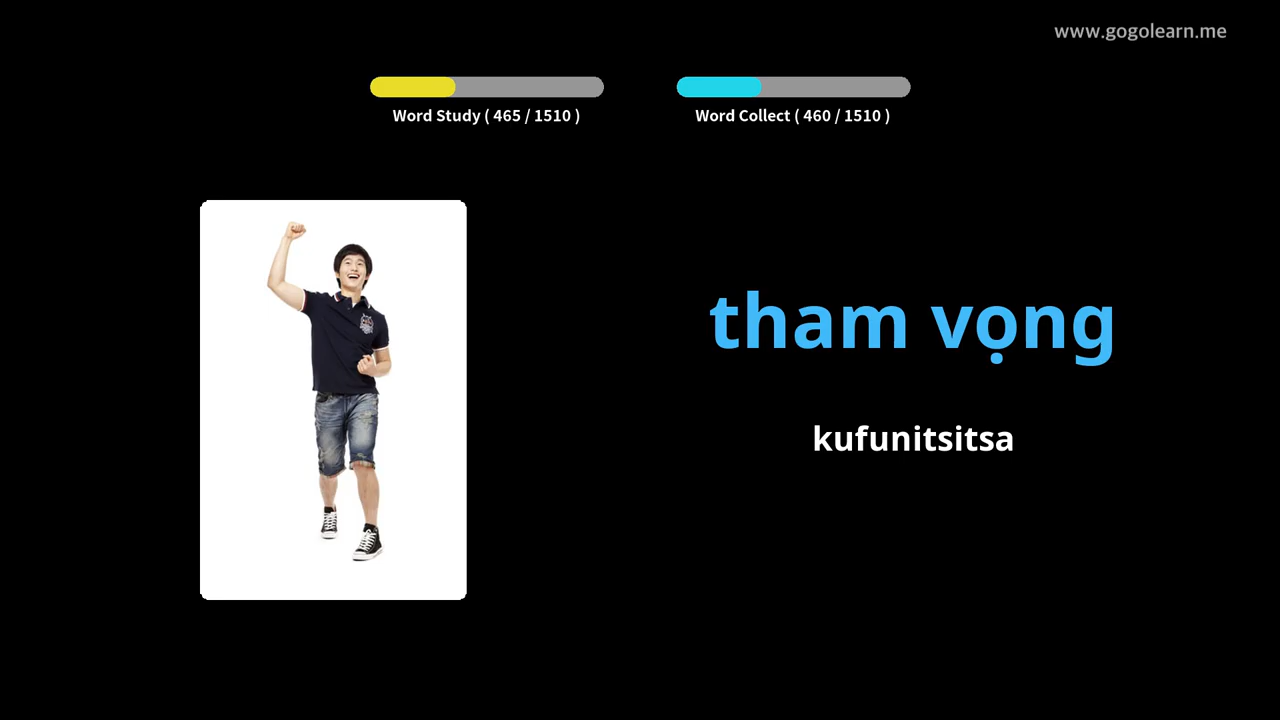 www.gogolearn.me
Word Study ( 465 / 1510 )
Word Collect ( 460 / 1510 )
tham vọng
kufunitsitsa